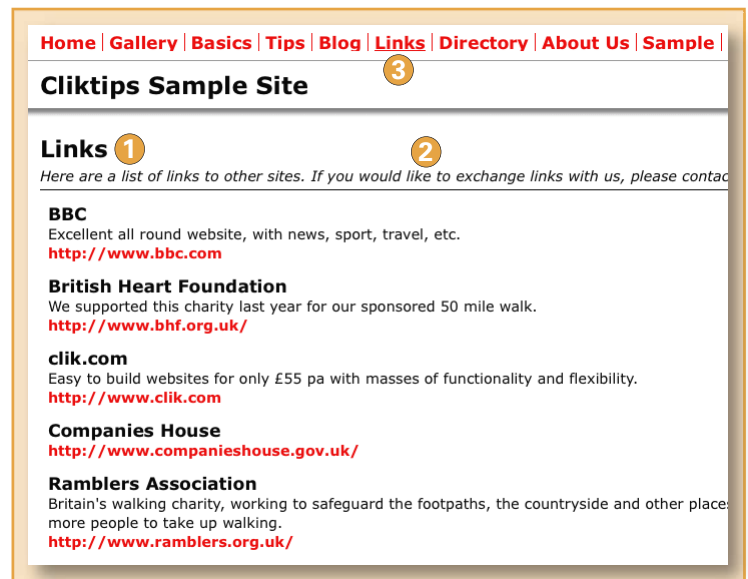 Home | Gallery | Basics | Tips | Blog | Links | Directory | About Us | Sample |
3
Cliktips Sample Site
Links 1
2
Here are a list of links to other sites. If you would like to exchange links with us, please contac
BBC
Excellent all round website, with news, sport, travel, etc.
http://www.bbc.com
British Heart Foundation
We supported this charity last year for our sponsored 50 mile walk.
http://www.bhf.org.uk/
clik.com
Easy to build websites for only £55 pa with masses of functionality and flexibility.
http://www.clik.com
Companies House
http://www.companieshouse.gov.uk/
Ramblers Association
Britain's walking charity, working to safeguard the footpaths, the countryside and other place
more people to take up walking.
http://www.ramblers.org.uk/